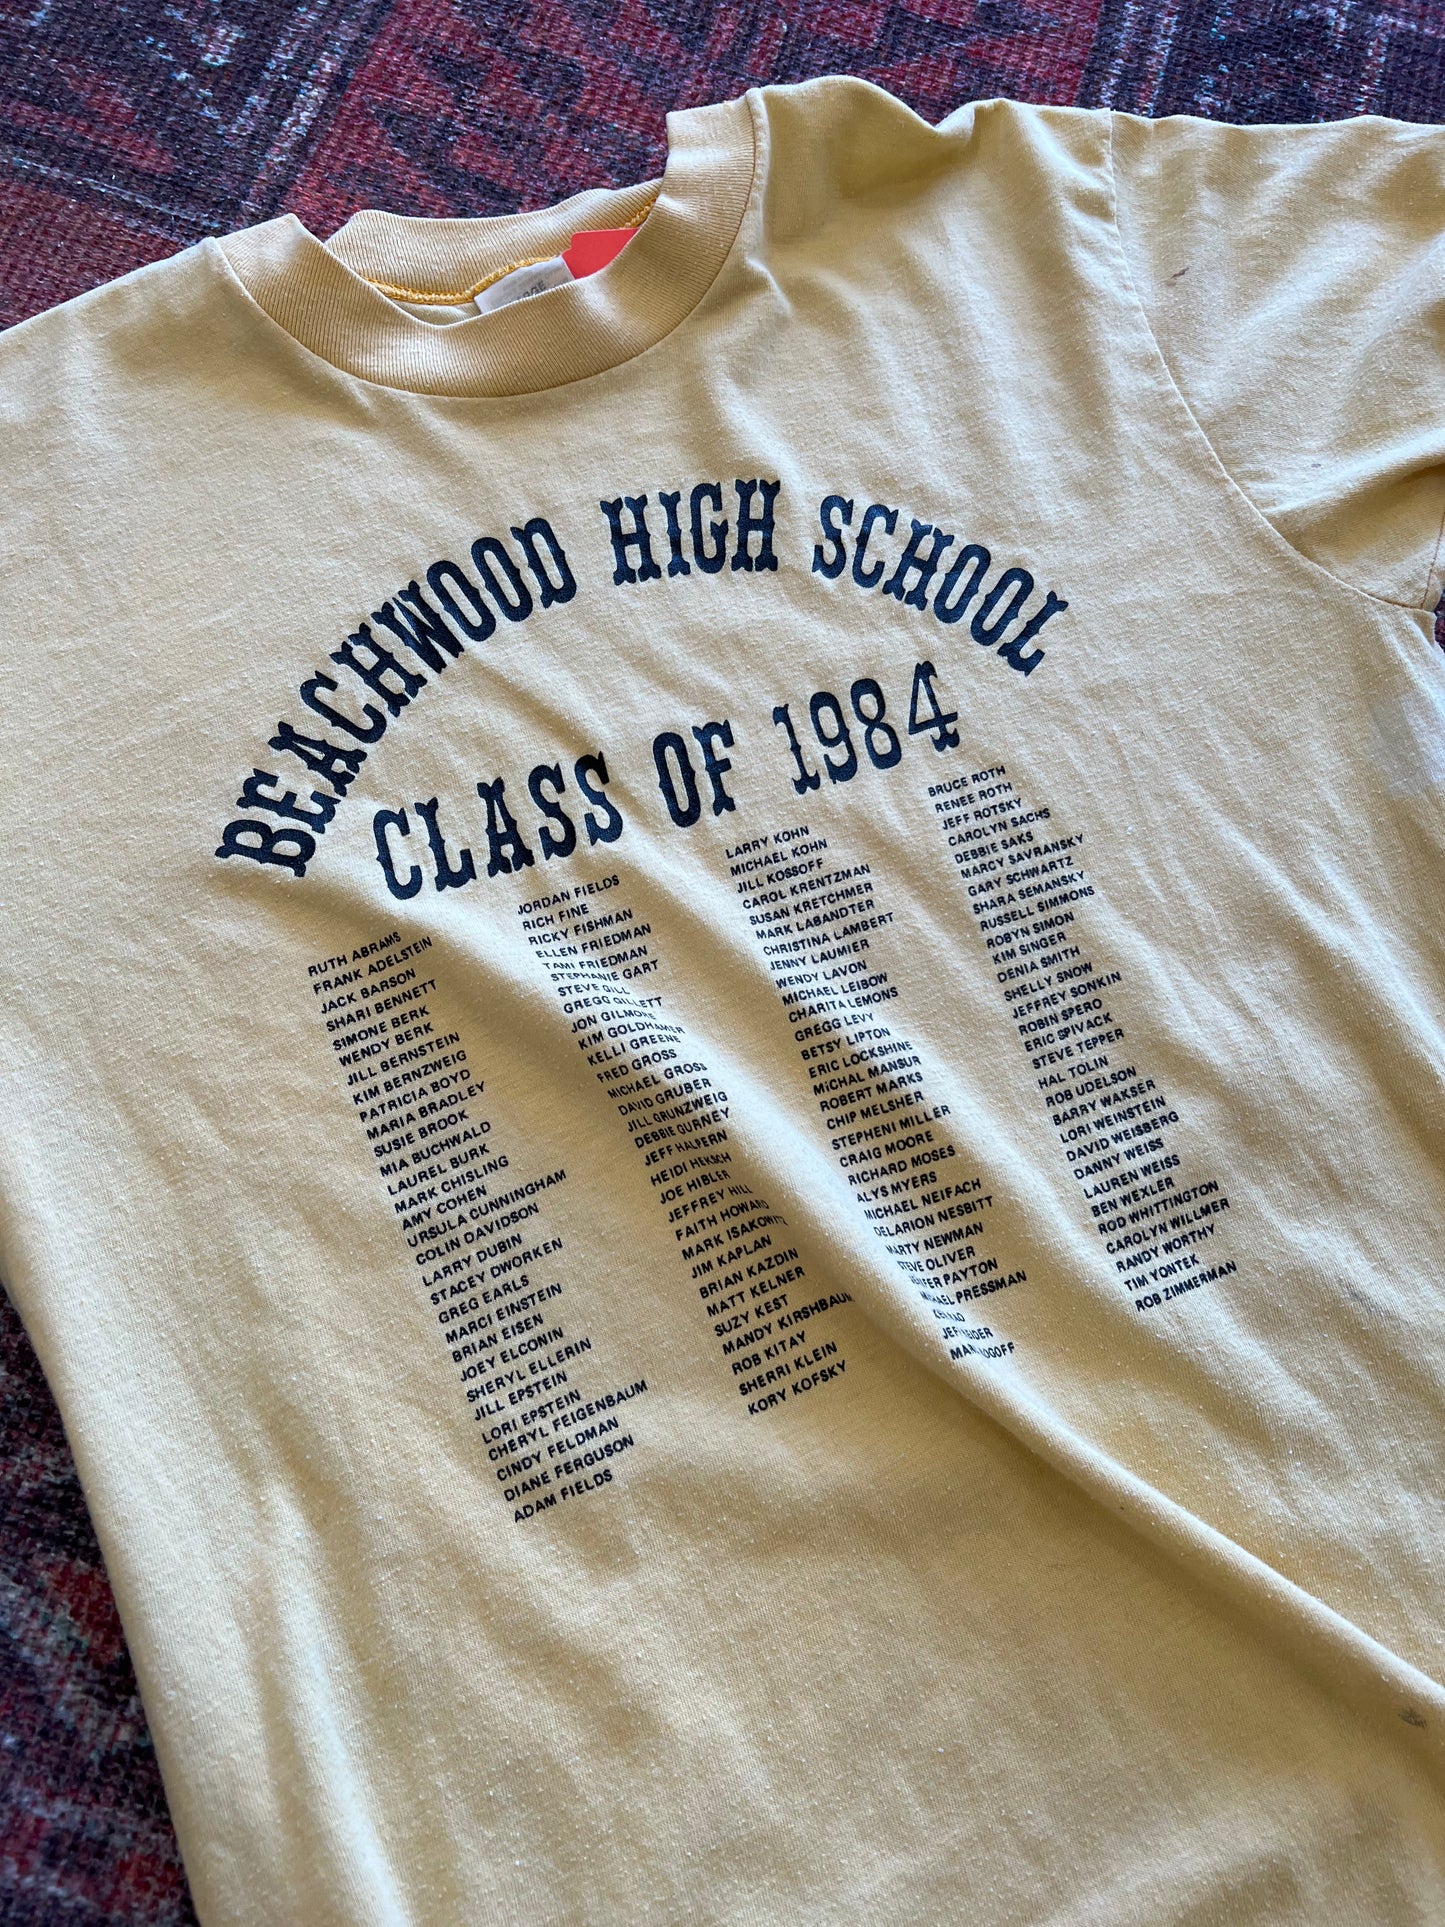 BEACHWOOD HIGH SCHOOL
CLASS OF 1984
RUTH ABRAMS
FRANK ADELSTEIN
JACK BARSON
SHARI BENNETT
SIMONE BERK
WENDY BERK
JILL BERNSTEIN
KIM BERNZWEIG
PATRICIA BOYD
MARIA BRADLEY
SUSIE BROOK
MIA BUCHWALD
LAUREL BURK
MARK CHISLING
AMY COHEN
URSULA CUNNINGHAM
COLIN DAVIDSON
LARRY DUBIN
STACEY DWORKEN
GREG EARLS
MARCI EINSTEIN
BRIAN EISEN
JOEY ELCONIN
SHERYL ELLERIN
JILL EPSTEIN
LORI EPSTEIN
CHERYL FEIGENBAUM
CINDY FELDMAN
DIANE FERGUSON
ADAM FIELDS
JORDAN FIELDS
RICH FINE
RICKY FISHMAN
ELLEN FRIEDMAN
TAMI FRIEDMAN
STEPHANIE GART
STEVE GILL
GREGG GILLETT
JON GILMORE
KIM GOLDHAMER
KELLI GREENE
FRED GROSS
MICHAEL GROSS
DAVID GRUBER
JILL GRUNZWEIG
DEBBIE GURNEY
JEFF HALPERN
HEIDI HEKSCH
JOE HIBLER
JEFFREY HILL
FAITH HOWARD
MARK ISAKOWITZ
JIM KAPLAN
BRIAN KAZDIN
MATT KELNER
SUZY KEST
MANDY KIRSHBAUM
ROB KITAY
SHERRI KLEIN
KORY KOFSKY
LARRY KOHN
MICHAEL KOHN
JILL KOSSOFF
CAROL KRENTZMAN
SUSAN KRETCHMER
MARK LABANDTER
CHRISTINA LAMBERT
JENNY LAUMIER
WENDY LAVON
MICHAEL LEIBOW
CHARITA LEMONS
GREGG LEVY
BETSY LIPTON
ERIC LOCKSHINE
MICHAL MANSUR
ROBERT MARKS
CHIP MELSHER
STEPHENI MILLER
CRAIG MOORE
RICHARD MOSES
ALYS MYERS
MICHAEL NEIFACH
DELARION NESBITT
MARTY NEWMAN
STEVE OLIVER
PAYTON
MICHAEL PRESSMAN
BRUCE ROTH
RENEE ROTH
JEFF ROTSKY
CAROLYN SACHS
DEBBIE SAKS
MARCY SAVRANSKY
GARY SCHWARTZ
SHARA SEMANSKY
RUSSELL SIMMONS
ROBYN SIMON
KIM SINGER
DENIA SMITH
SHELLY SNOW
JEFFREY SONKIN
ROBIN SPERO
ERIC SPIVACK
STEVE TEPPER
HAL TOLIN
ROB UDELSON
BARRY WAKSER
LORI WEINSTEIN
DAVID WEISBERG
DANNY WEISS
LAUREN WEISS
BEN WEXLER
ROD WHITTINGTON
CAROLYN WILLMER
RANDY WORTHY
TIM YONTEK
ROB ZIMMERMAN